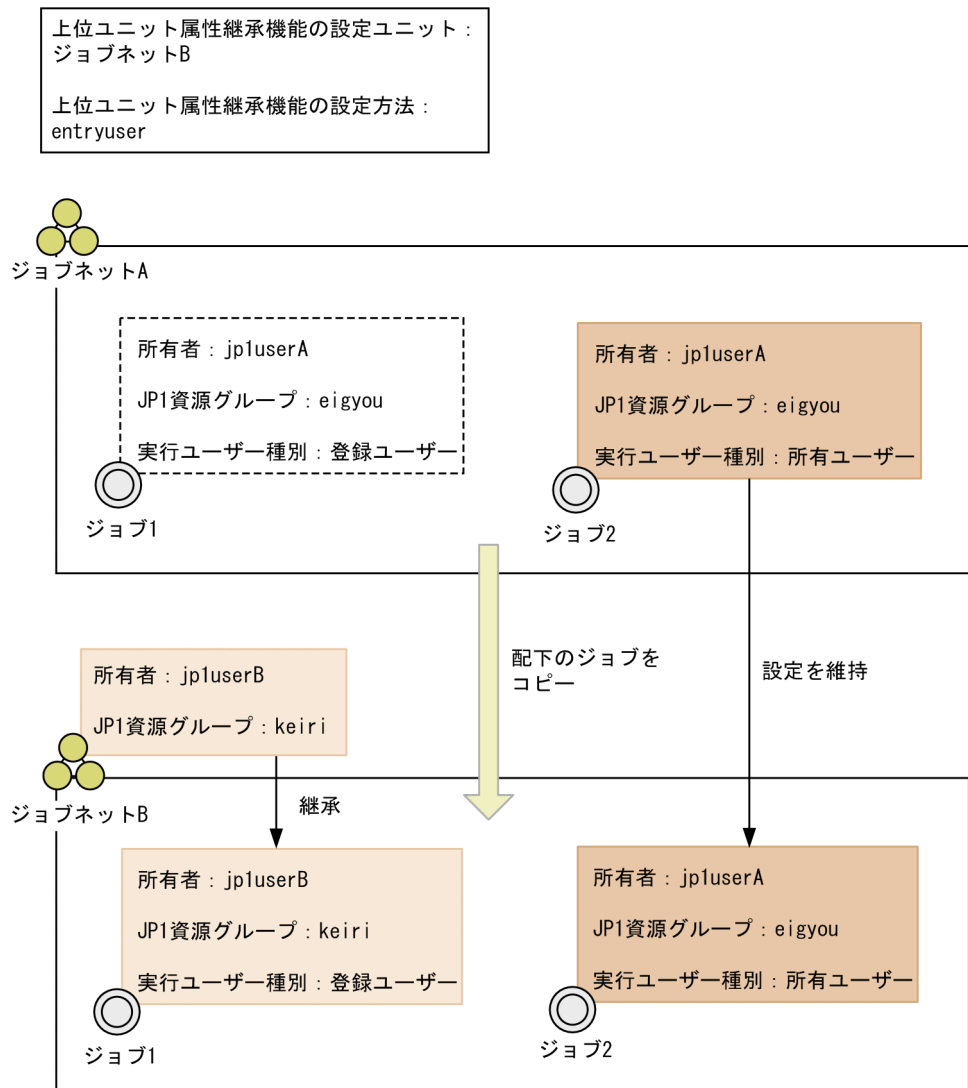 上位ユニット属性継承機能の設定ユニット：
ジョブネットB
上位ユニット属性継承機能の設定方法：
entryuser
ジョブネットA
所有者：jp1userA
JP1資源グループ：eigyou
実行ユーザー種別：登録ユーザー
ジョブ1
所有者：jp1userA
JP1資源グループ：eigyou
実行ユーザー種別：所有ユーザー
ジョブ2
配下のジョブを
コピー
設定を維持
所有者：jp1userB
JP1資源グループ：keiri
ジョブネットB
継承
所有者：jp1userB
JP1資源グループ：keiri
実行ユーザー種別：登録ユーザー
ジョブ1
所有者：jp1userA
JP1資源グループ：eigyou
実行ユーザー種別：所有ユーザー
ジョブ2